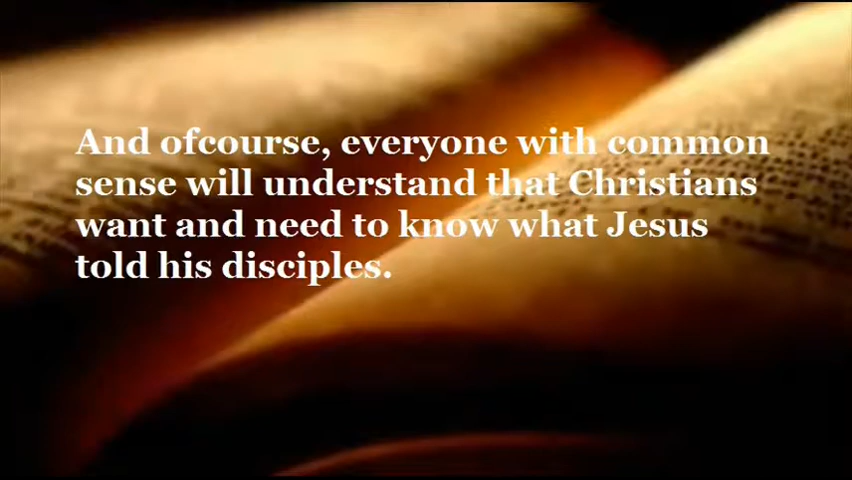 And ofcourse, everyone with common
sense will understand that Christians
want and need to know what Jesus
told his disciples.